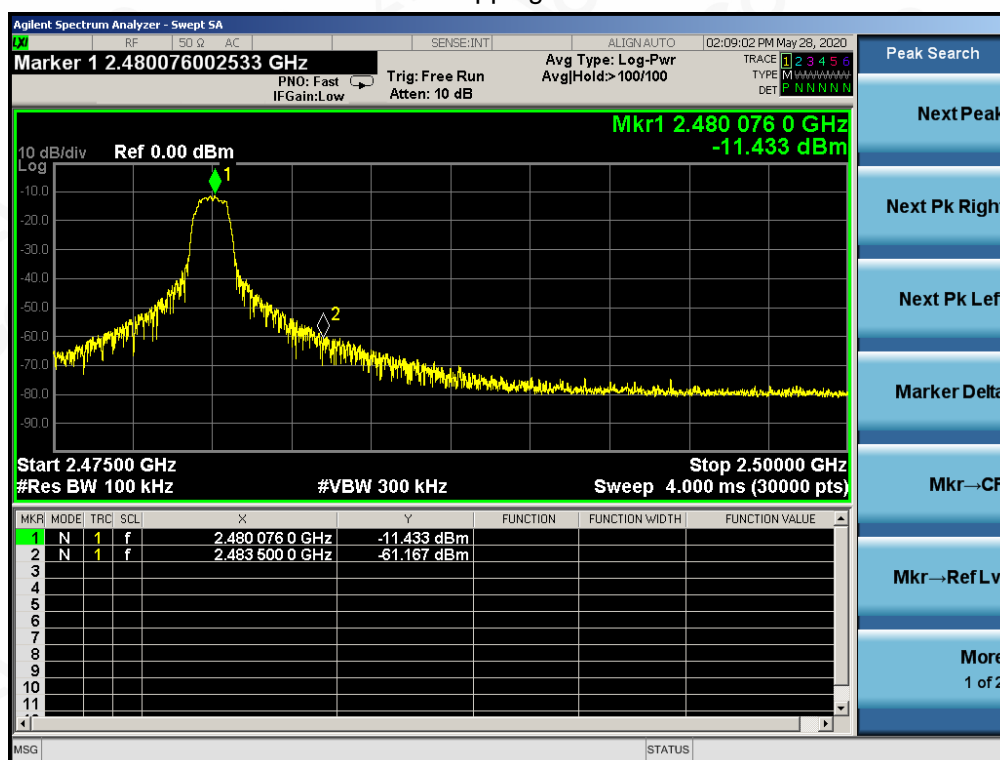 pping
Agilent Spectrum Analyzer - Swept SA
LXI RF 50 Ω AC SENSE:INT ALIGN AUTO 02:09:02 PM May 28, 2020
Marker 1 2.480076002533 GHz
PNO: Fast
IFGain:Low
Trig: Free Run
Atten: 10 dB
Avg Type: Log-Pwr
Avg|Hold:>100/100
TRACE 1 2 3 4 5 6
TYPE M
DET P N N N N N
Peak Search
Mkr1 2.480 076 0 GHz
-11.433 dBm
10 dB/div Ref 0.00 dBm
Log
1
-10.0
-20.0
-30.0
-40.0
-50.0
2
-60.0
-70.0
-80.0
-90.0
Start 2.47500 GHz Stop 2.50000 GHz
#Res BW 100 kHz #VBW 300 kHz Sweep 4.000 ms (30000 pts)
MKR MODE TRC SCL X Y FUNCTION FUNCTION WIDTH FUNCTION VALUE
1 N 1 f 2.480 076 0 GHz -11.433 dBm
2 N 1 f 2.483 500 0 GHz -61.167 dBm
3
4
5
6
7
8
9
10
11
Next Peak
Next Pk Right
Next Pk Left
Marker Delta
Mkr→CF
Mkr→Ref Lv
More
1 of 2
MSG STATUS